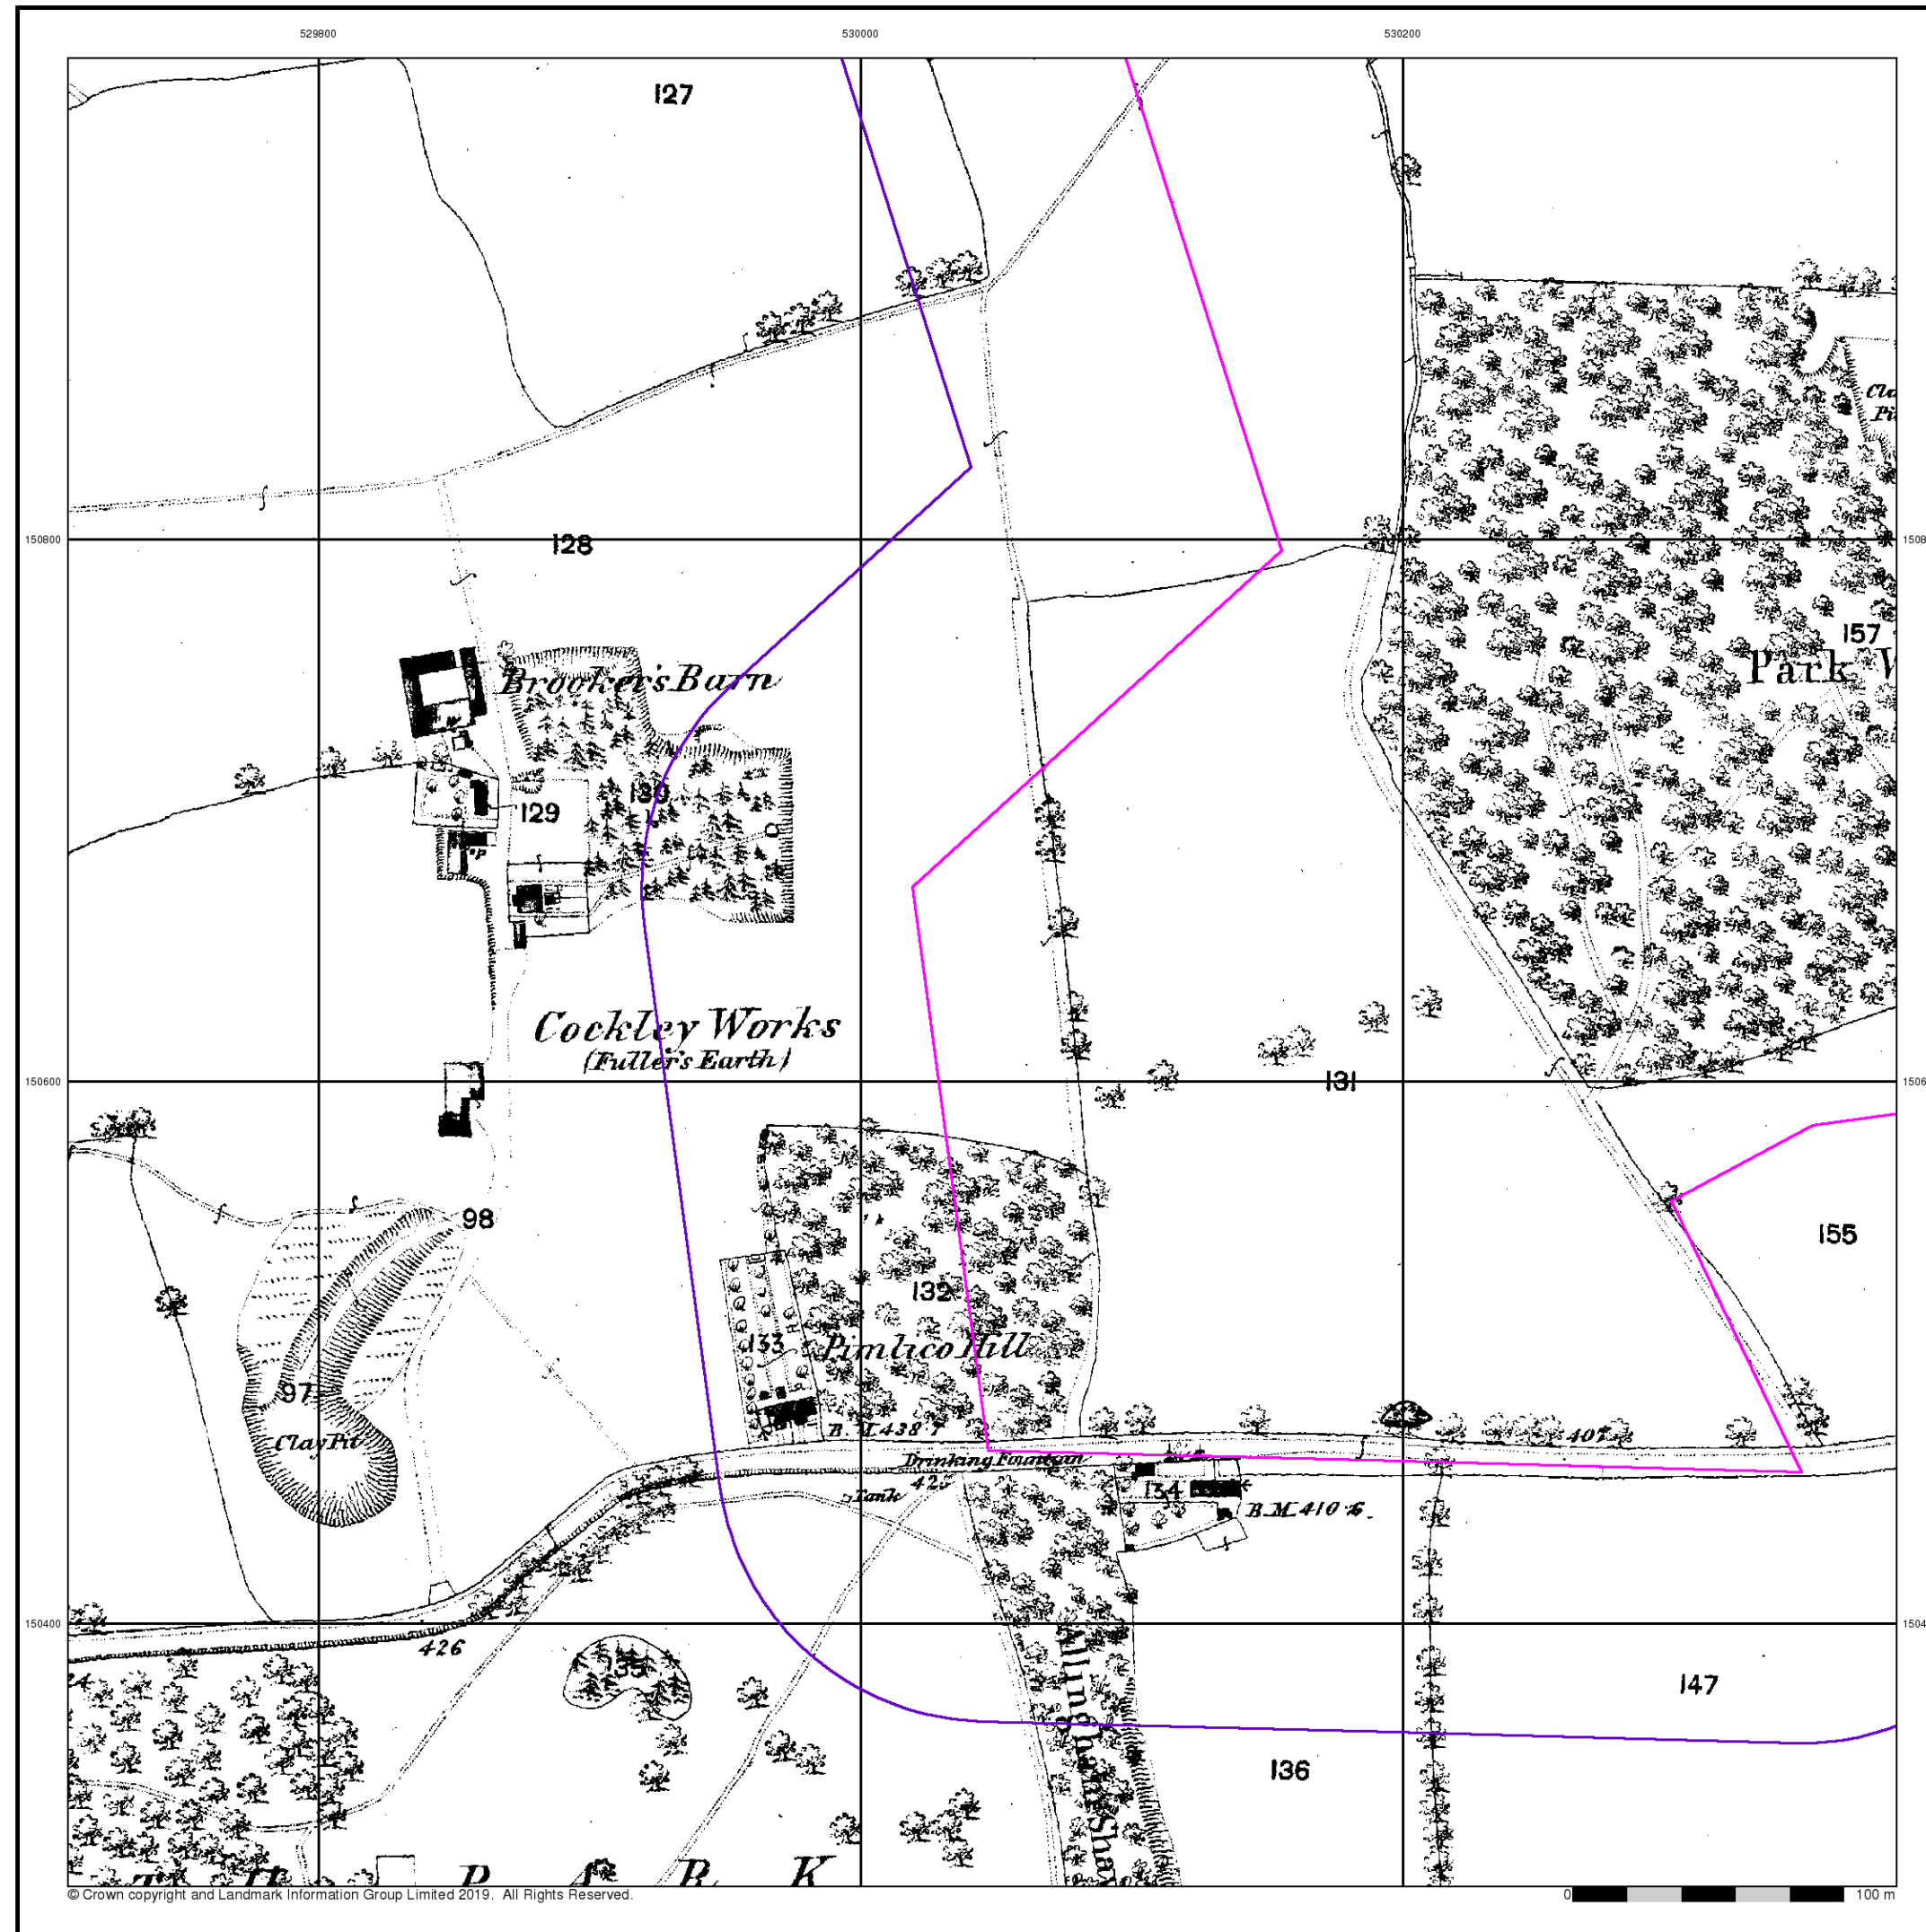 529800 530000 530200
127
150800
128
157
Brooker's Barn
Park
130
129
Cockley Works
(Fuller's Earth)
150600
131
98
155
132
133
Pimlico Hill
97
Clay Pit
B.M. 438.7
407
Drinking Fountain
425
Tank
134
B.M. 410.6
150400
426
135
147
136
P A R K
© Crown copyright and Landmark Information Group Limited 2019. All Rights Reserved.
0 100 m